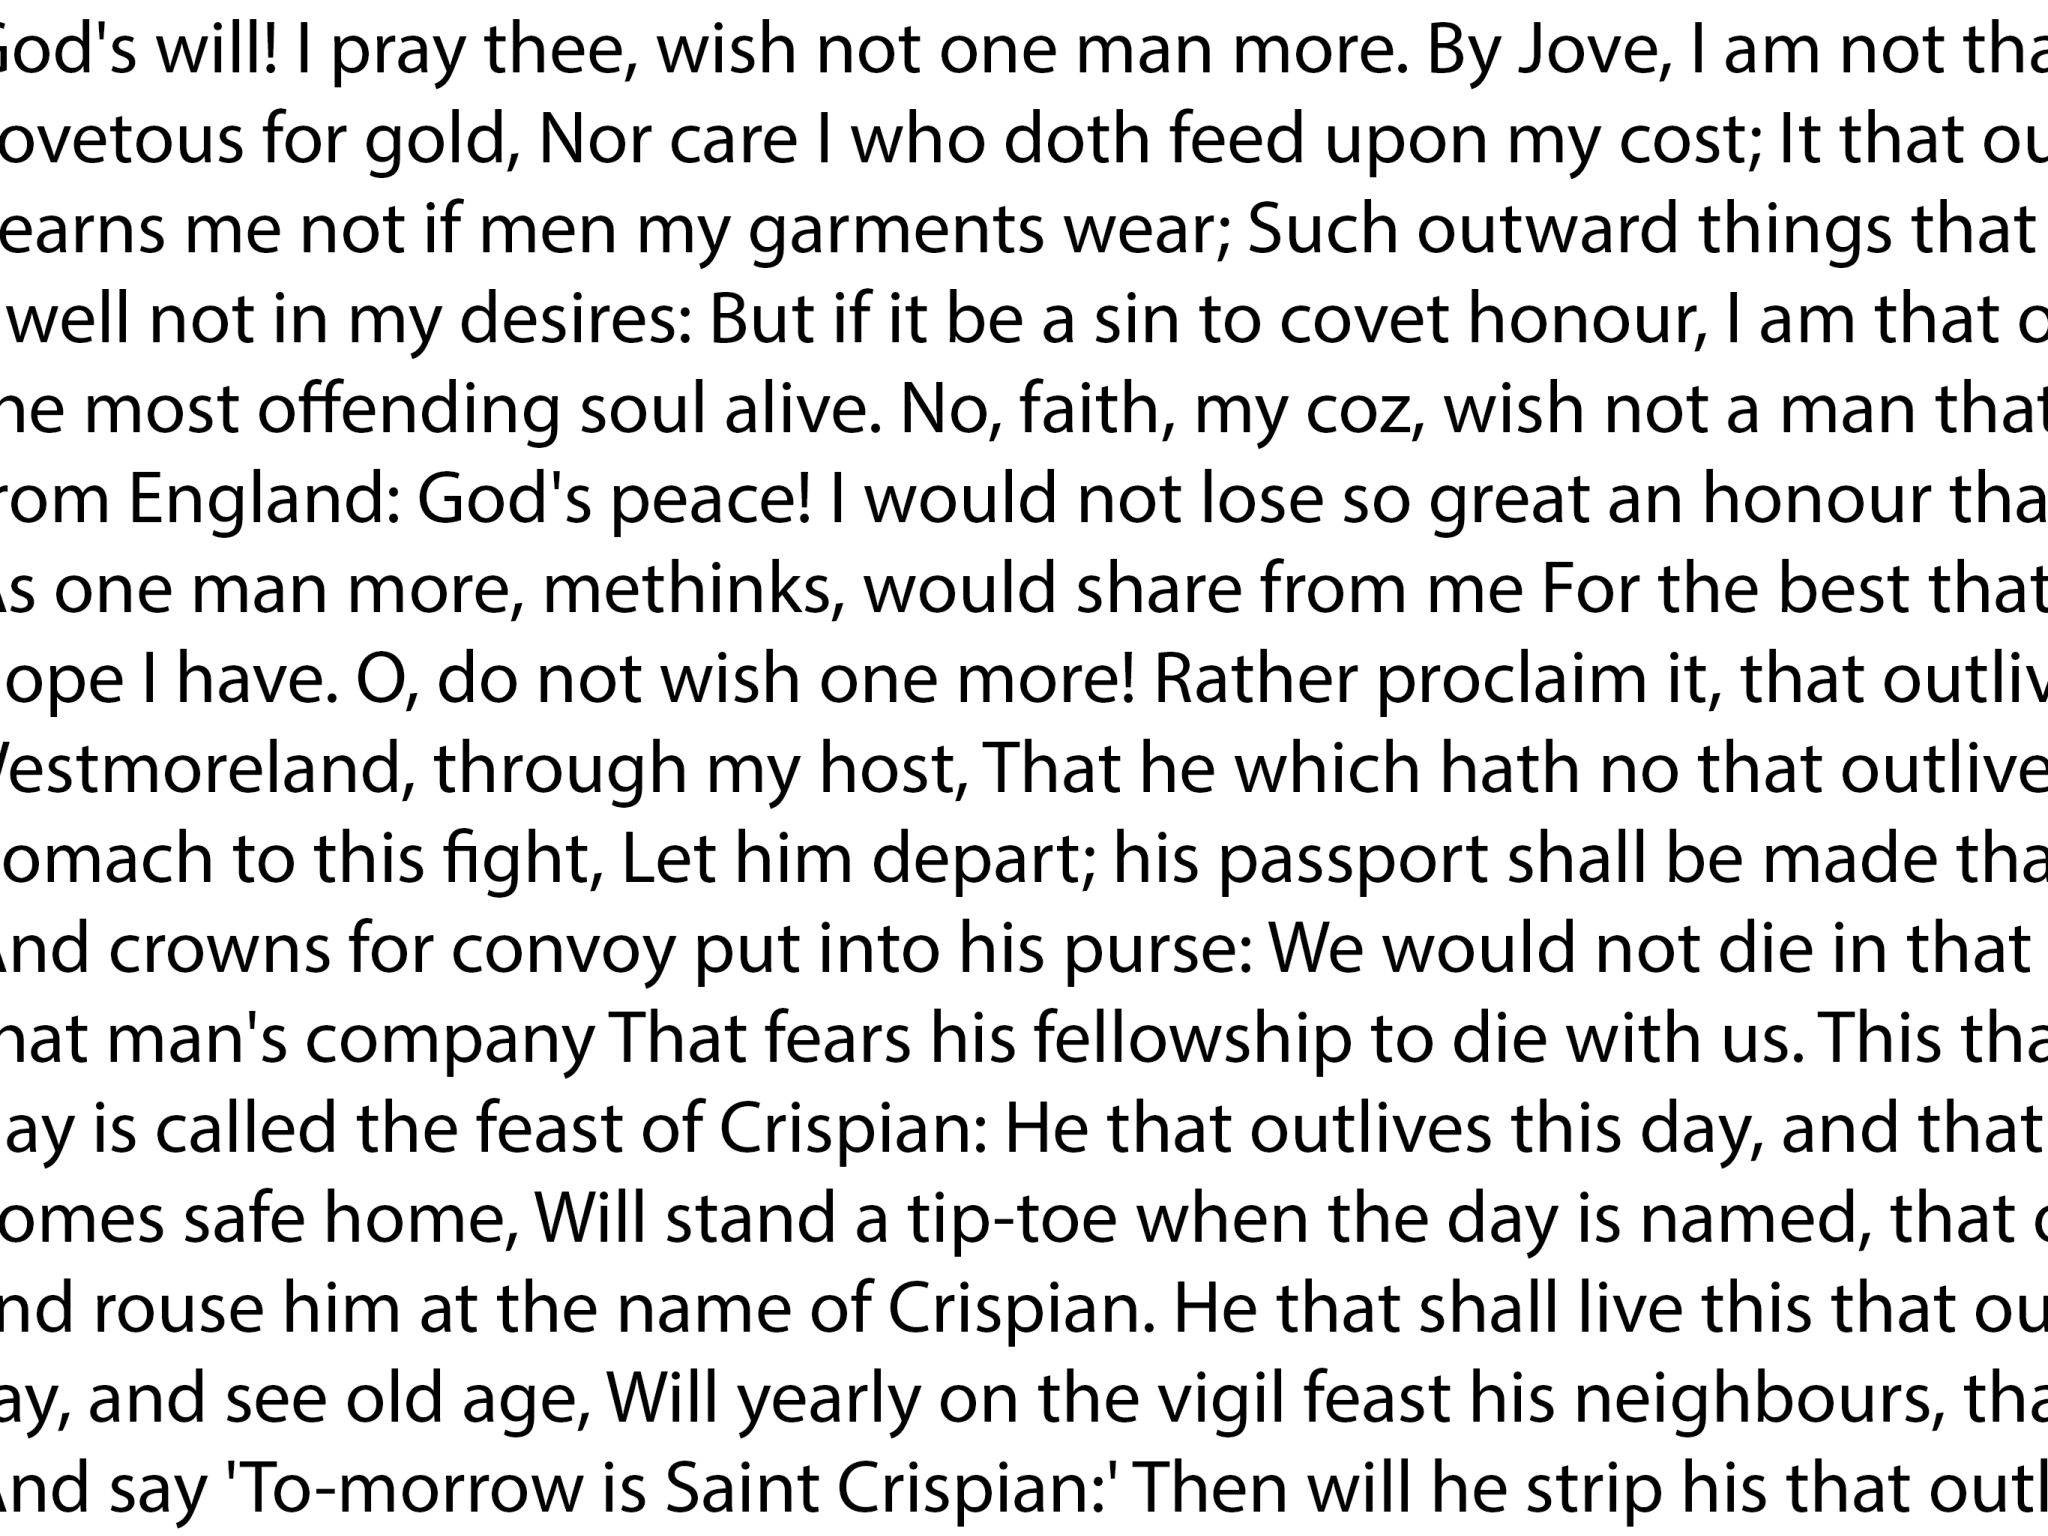 God's will! I pray thee, wish not one man more. By Jove, I am not tha
ovetous for gold, Nor care I who doth feed upon my cost; It that ou
earns me not if men my garments wear; Such outward things that
well not in my desires: But if it be a sin to covet honour, I am that o
he most offending soul alive. No, faith, my coz, wish not a man that
rom England: God's peace! I would not lose so great an honour tha
As one man more, methinks, would share from me For the best that
ope I have. O, do not wish one more! Rather proclaim it, that outliv
Westmoreland, through my host, That he which hath no that outlive
omach to this fight, Let him depart; his passport shall be made tha
And crowns for convoy put into his purse: We would not die in that
hat man's company That fears his fellowship to die with us. This tha
ay is called the feast of Crispian: He that outlives this day, and that
omes safe home, Will stand a tip-toe when the day is named, that o
nd rouse him at the name of Crispian. He that shall live this that ou
ay, and see old age, Will yearly on the vigil feast his neighbours, tha
And say 'To-morrow is Saint Crispian:' Then will he strip his that outl